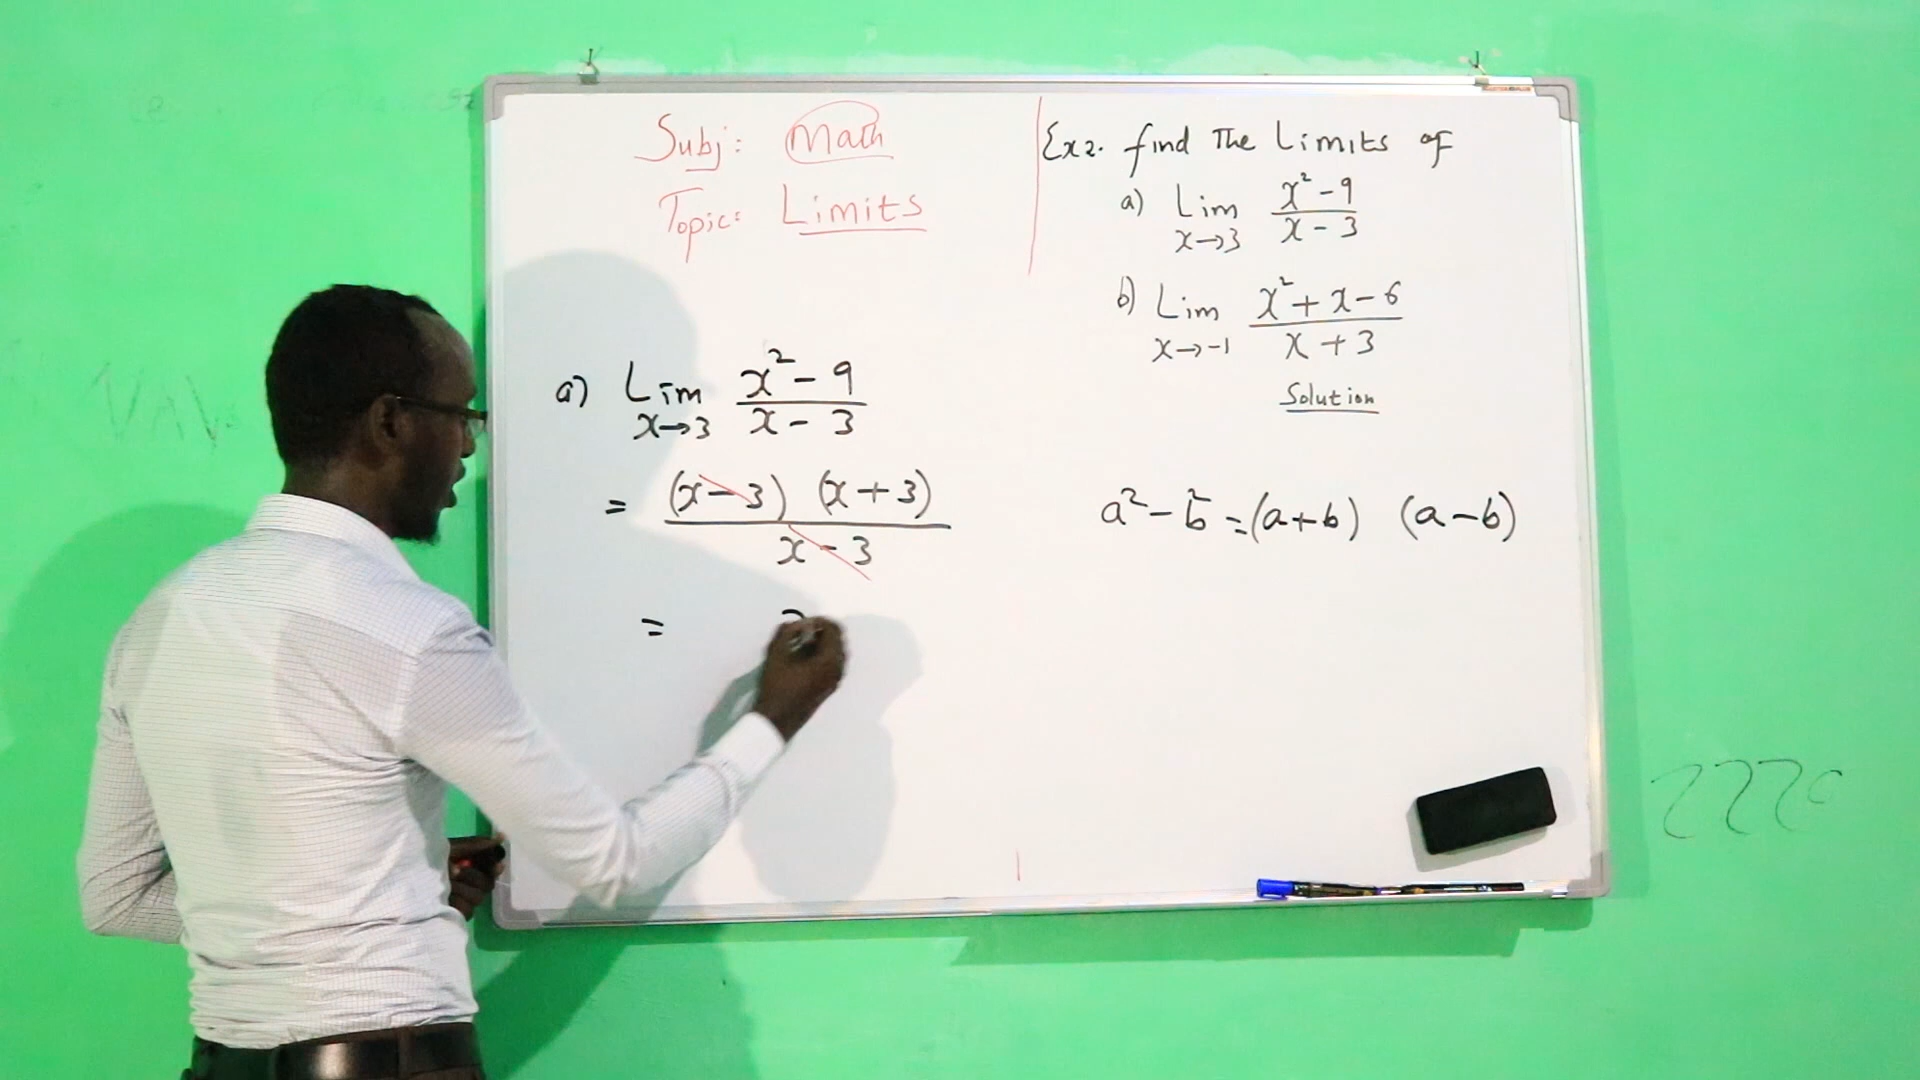 Subj: Math
Topic: Limits
a) Lim x→3 x²-9 / x-3
= (x-3) (x+3) / x-3
=
Ex2. find The Limits of
a) Lim x→3 x²-9 / x-3
b) Lim x→-1 x²+x-6 / x+3
Solution
a²-b²=(a+b) (a-b)